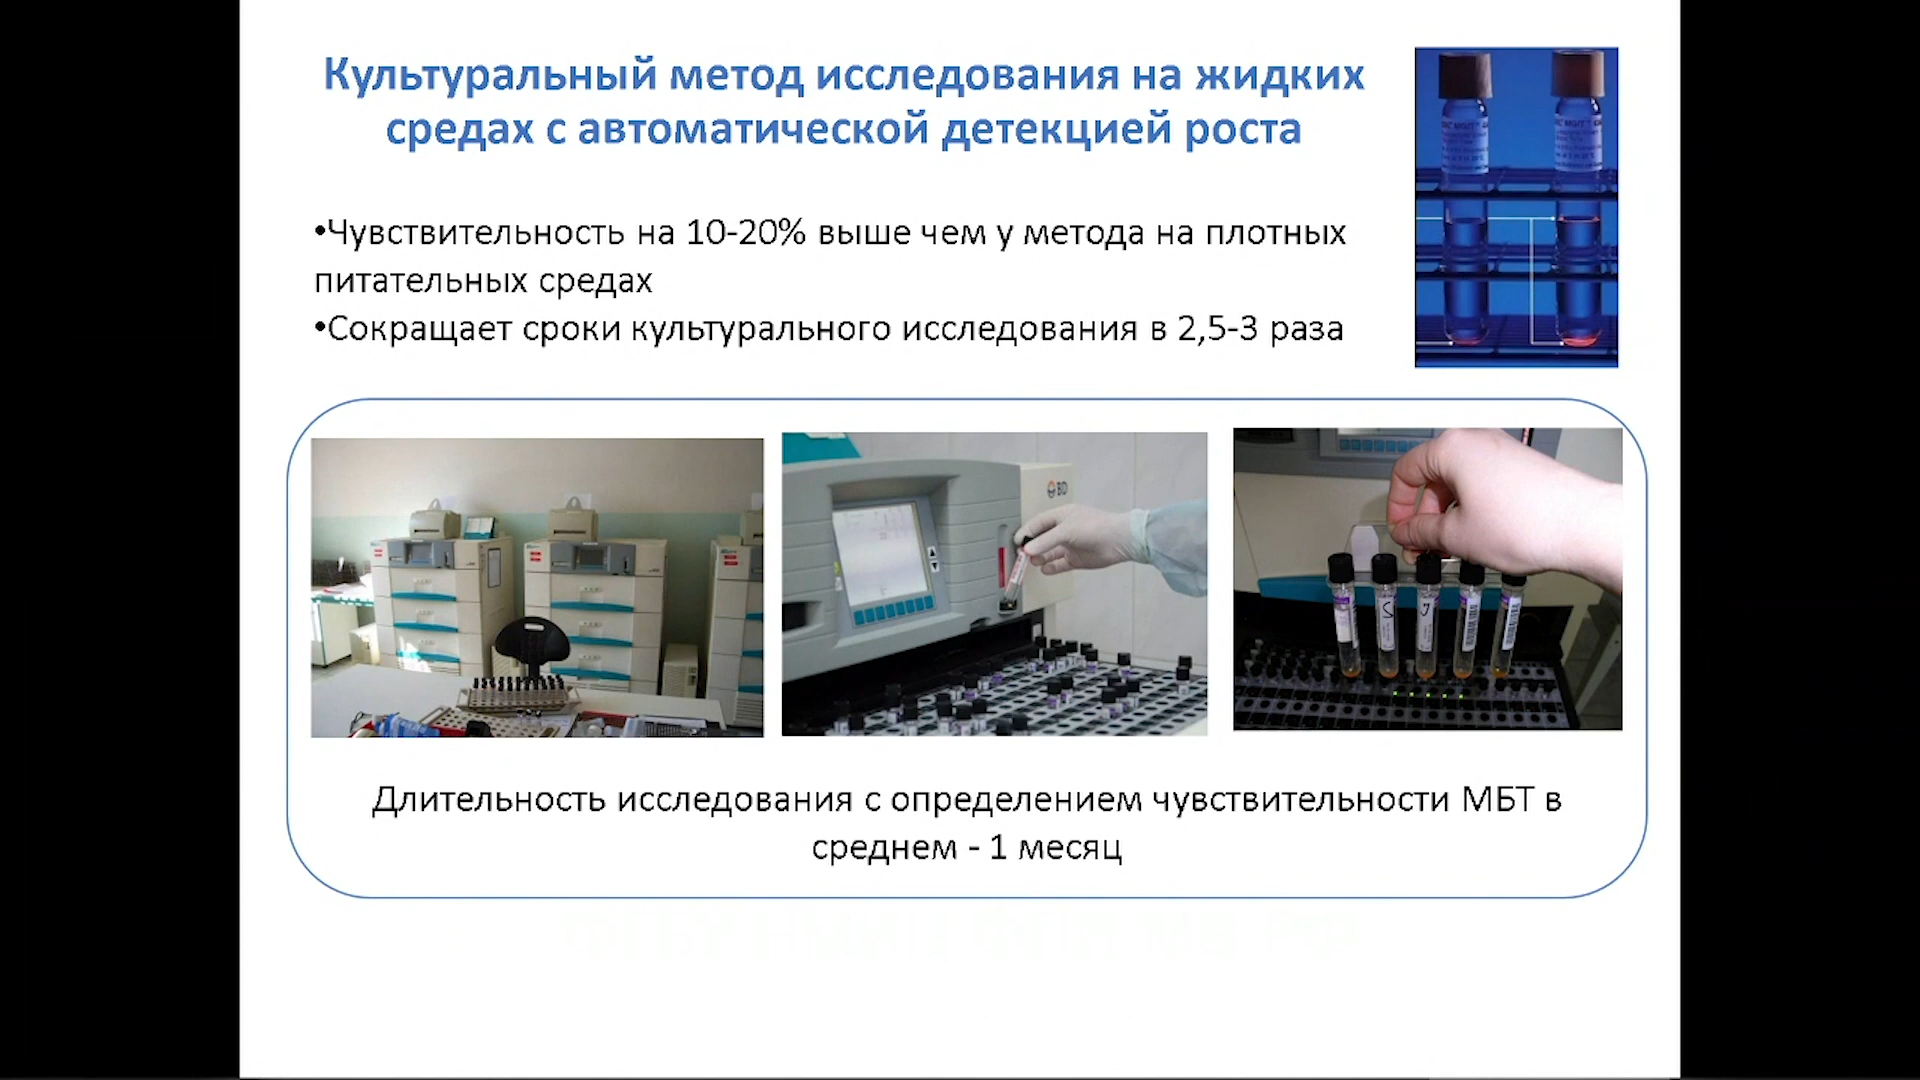 Культуральный метод исследования на жидких
средах с автоматической детекцией роста
•Чувствительность на 10-20% выше чем у метода на плотных
питательных средах
•Сокращает сроки культурального исследования в 2,5-3 раза
BD
Длительность исследования с определением чувствительности МБТ в
среднем - 1 месяц